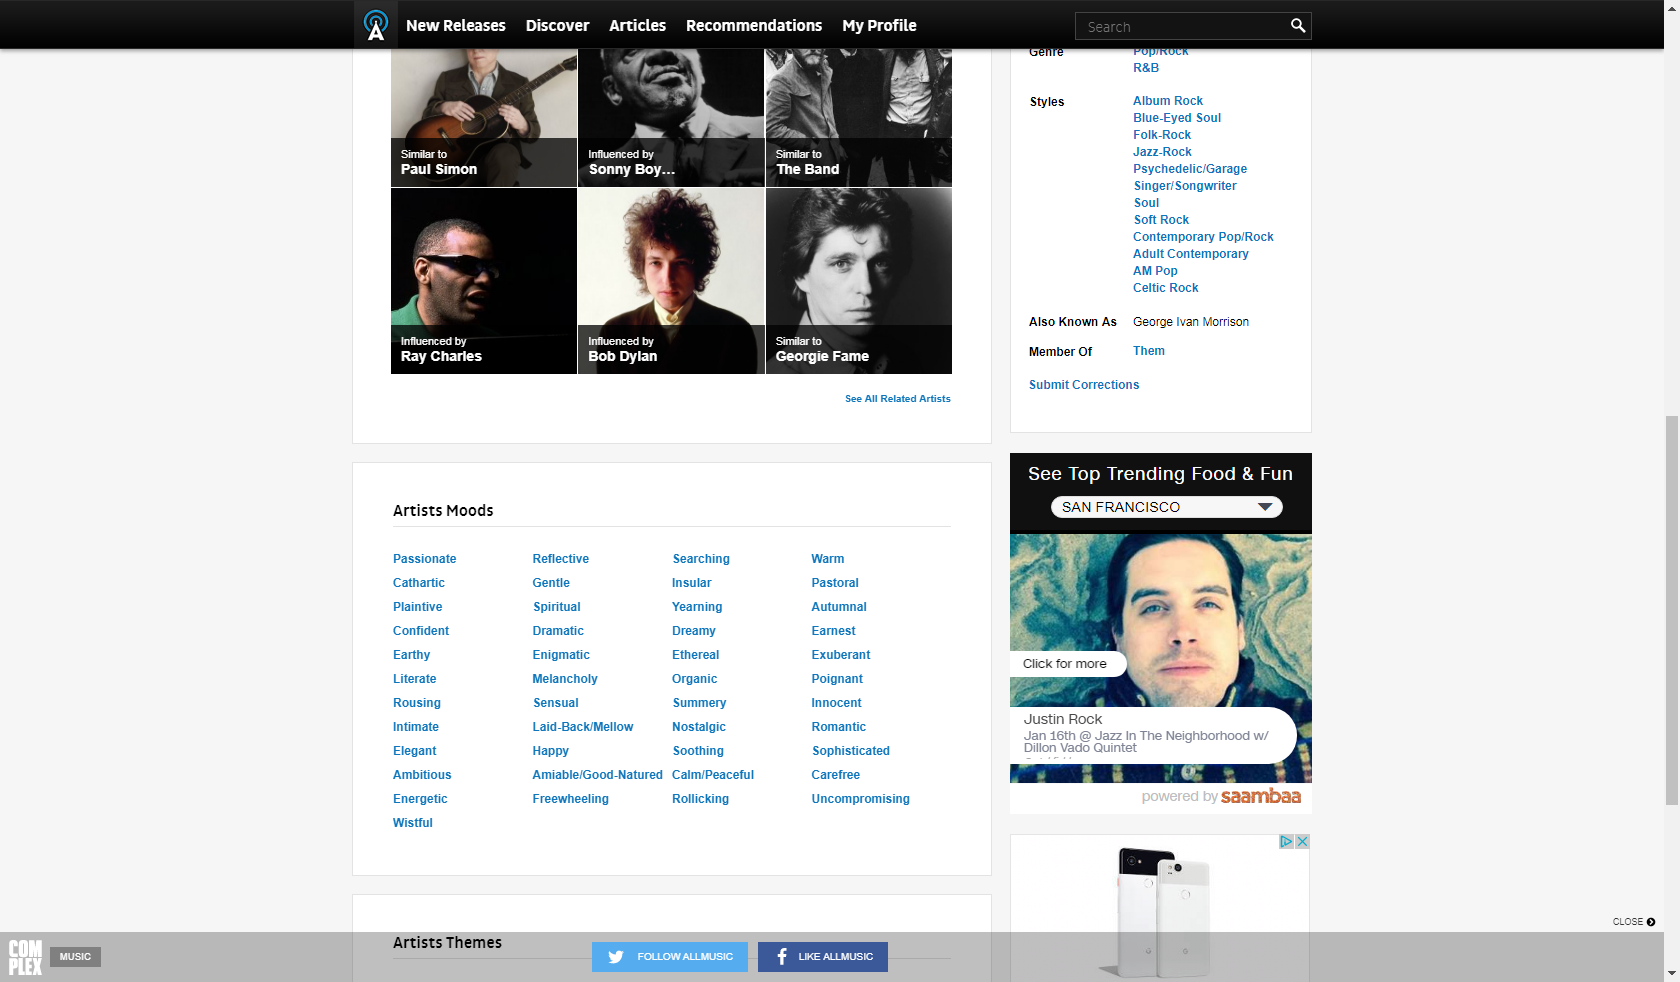 New Releases
Discover
Articles
Recommendations
My Profile
Search
Similar to
Paul Simon
Influenced by
Sonny Boy...
Similar to
The Band
Influenced by
Ray Charles
Influenced by
Bob Dylan
Similar to
Georgie Fame
See All Related Artists
Genre
Pop/Rock
R&B
Styles
Album Rock
Blue-Eyed Soul
Folk-Rock
Jazz-Rock
Psychedelic/Garage
Singer/Songwriter
Soul
Soft Rock
Contemporary Pop/Rock
Adult Contemporary
AM Pop
Celtic Rock
Also Known As George Ivan Morrison
Member Of Them
Submit Corrections
Artists Moods
Passionate Reflective Searching Warm
Cathartic Gentle Insular Pastoral
Plaintive Spiritual Yearning Autumnal
Confident Dramatic Dreamy Earnest
Earthy Enigmatic Ethereal Exuberant
Literate Melancholy Organic Poignant
Rousing Sensual Summery Innocent
Intimate Laid-Back/Mellow Nostalgic Romantic
Elegant Happy Soothing Sophisticated
Ambitious Amiable/Good-Natured Calm/Peaceful Carefree
Energetic Freewheeling Rollicking Uncompromising
Wistful
See Top Trending Food & Fun
SAN FRANCISCO
Click for more
Justin Rock
Jan 16th @ Jazz In The Neighborhood w/
Dillon Vado Quintet
powered by saambaa
CLOSE
Artists Themes
COM
PLEX
MUSIC
FOLLOW ALLMUSIC
LIKE ALLMUSIC